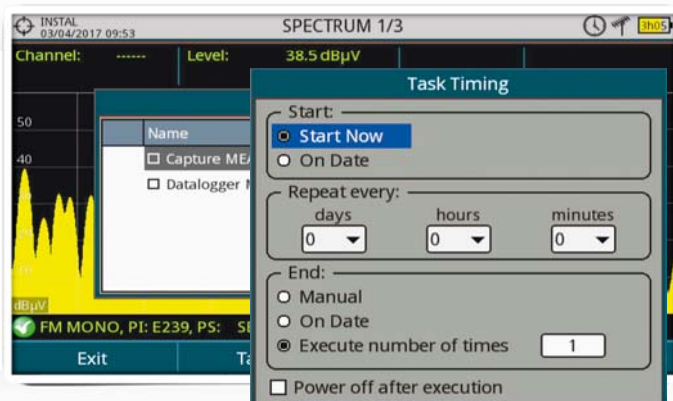 INSTAL
03/04/2017 09:53
SPECTRUM 1/3
3h05
Channel: ------ Level: 38.5 dBµV
50
40
dBµV
Name
Capture
Datalogger
Task Timing
Start:
Start Now
On Date
Repeat every:
days hours minutes
0 0 0
End:
Manual
On Date
Execute number of times 1
Power off after execution
FM MONO, PI: E239, PS:
Exit